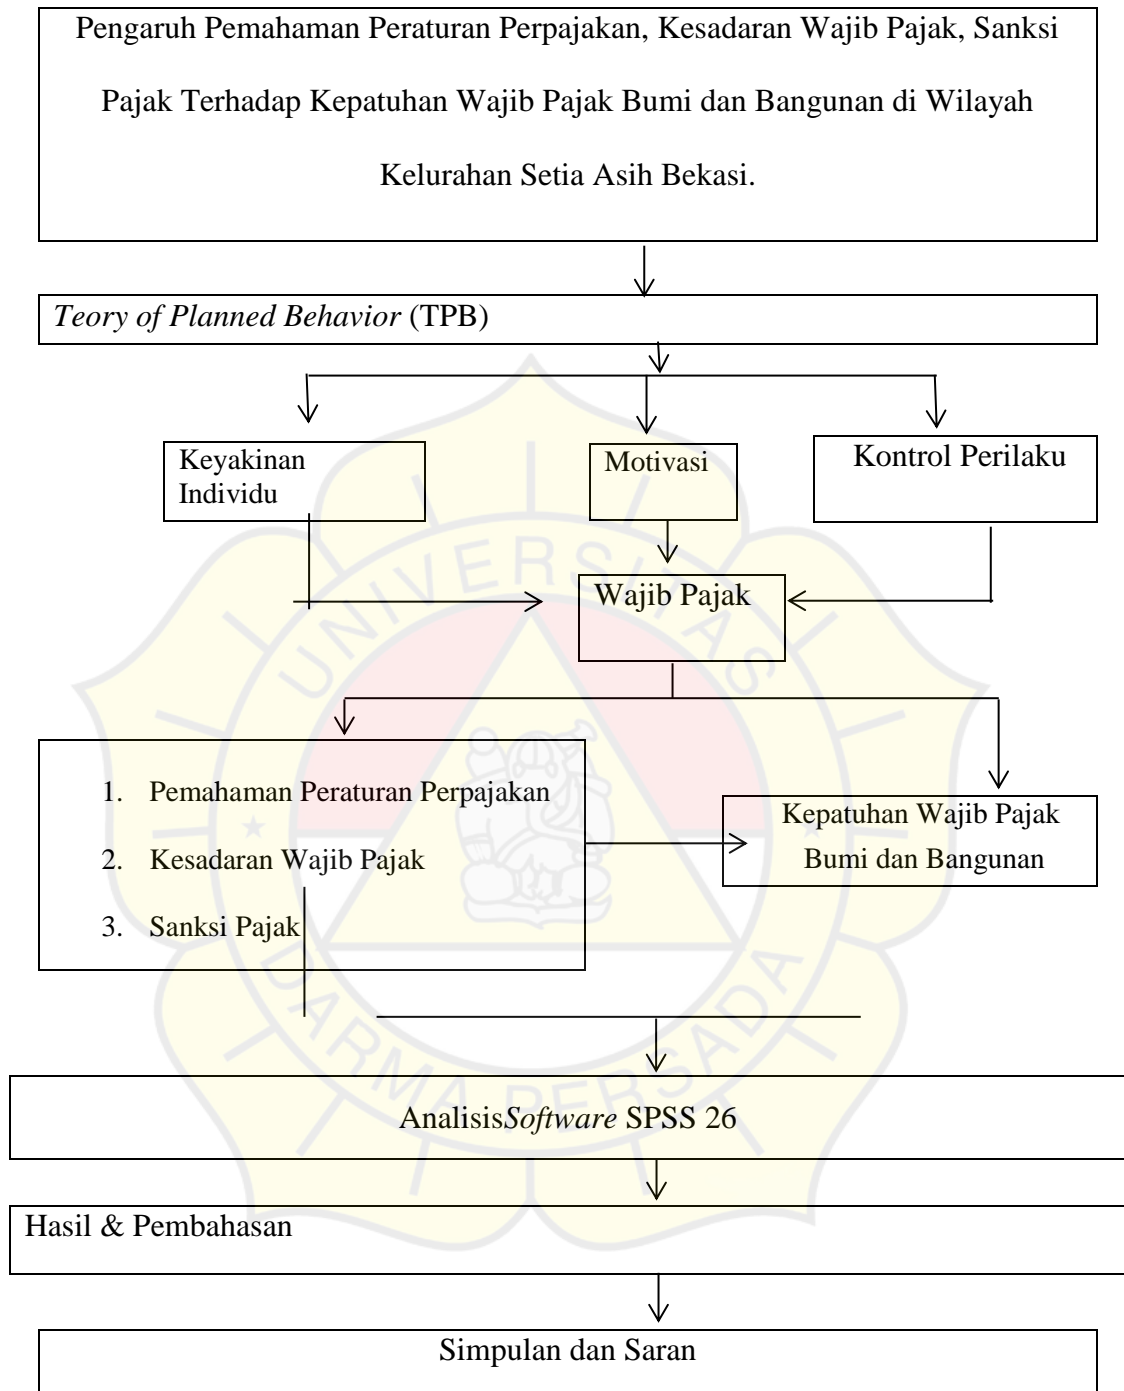 Pengaruh Pemahaman Peraturan Perpajakan, Kesadaran Wajib Pajak, Sanksi
Pajak Terhadap Kepatuhan Wajib Pajak Bumi dan Bangunan di Wilayah
Kelurahan Setia Asih Bekasi.
Teory of Planned Behavior (TPB)
Keyakinan
Individu
Motivasi
Kontrol Perilaku
Wajib Pajak
1. Pemahaman Peraturan Perpajakan
2. Kesadaran Wajib Pajak
3. Sanksi Pajak
Kepatuhan Wajib Pajak
Bumi dan Bangunan
AnalisisSoftware SPSS 26
Hasil & Pembahasan
Simpulan dan Saran
UNIVERSITAS
DARMA PERSADA